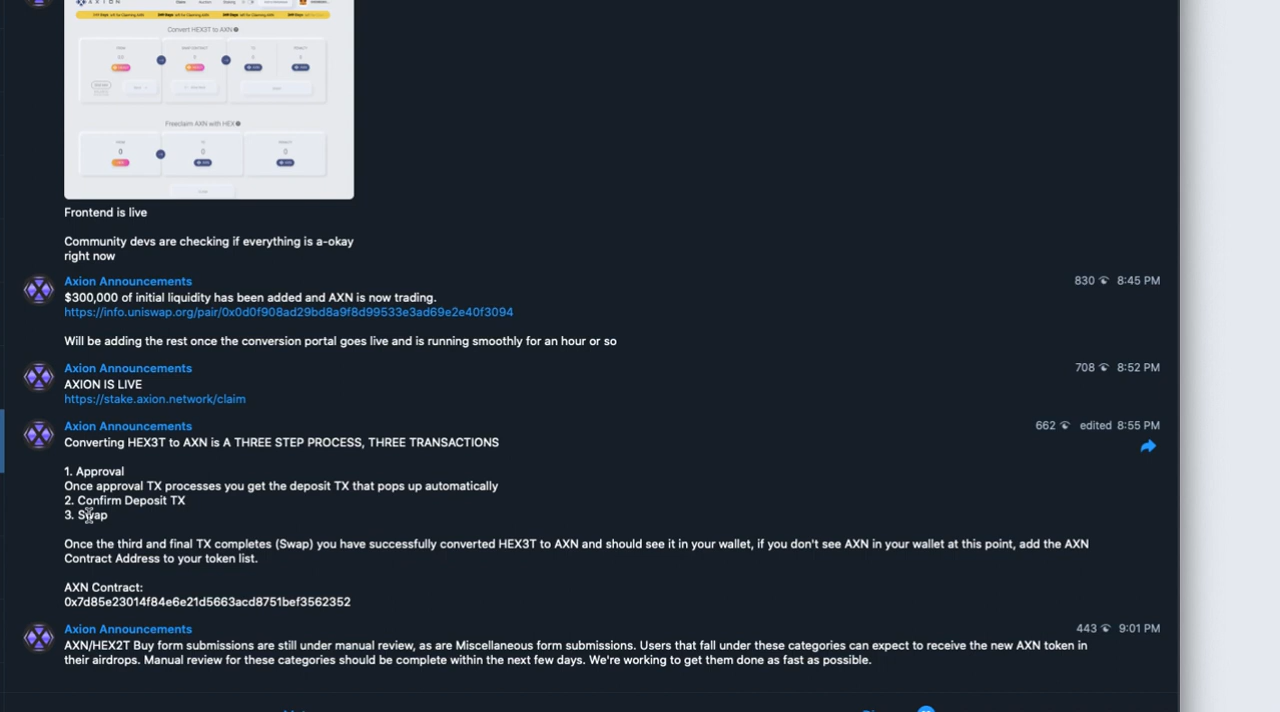 Convert HEX3T to AXN
Freeclaim AXN with HEX
Frontend is live
Community devs are checking if everything is a-okay
right now
Axion Announcements
830 8:45 PM
$300,000 of initial liquidity has been added and AXN is now trading.
https://info.uniswap.org/pair/0x0d0f908ad29bd8a9f8d99533e3ad69e2e40f3094
Will be adding the rest once the conversion portal goes live and is running smoothly for an hour or so
Axion Announcements
708 8:52 PM
AXION IS LIVE
https://stake.axion.network/claim
Axion Announcements
662 edited 8:55 PM
Converting HEX3T to AXN is A THREE STEP PROCESS, THREE TRANSACTIONS
1. Approval
Once approval TX processes you get the deposit TX that pops up automatically
2. Confirm Deposit TX
3. Swap
Once the third and final TX completes (Swap) you have successfully converted HEX3T to AXN and should see it in your wallet, if you don't see AXN in your wallet at this point, add the AXN
Contract Address to your token list.
AXN Contract:
0x7d85e23014f84e6e21d5663acd8751bef3562352
Axion Announcements
443 9:01 PM
AXN/HEX2T Buy form submissions are still under manual review, as are Miscellaneous form submissions. Users that fall under these categories can expect to receive the new AXN token in
their airdrops. Manual review for these categories should be complete within the next few days. We're working to get them done as fast as possible.